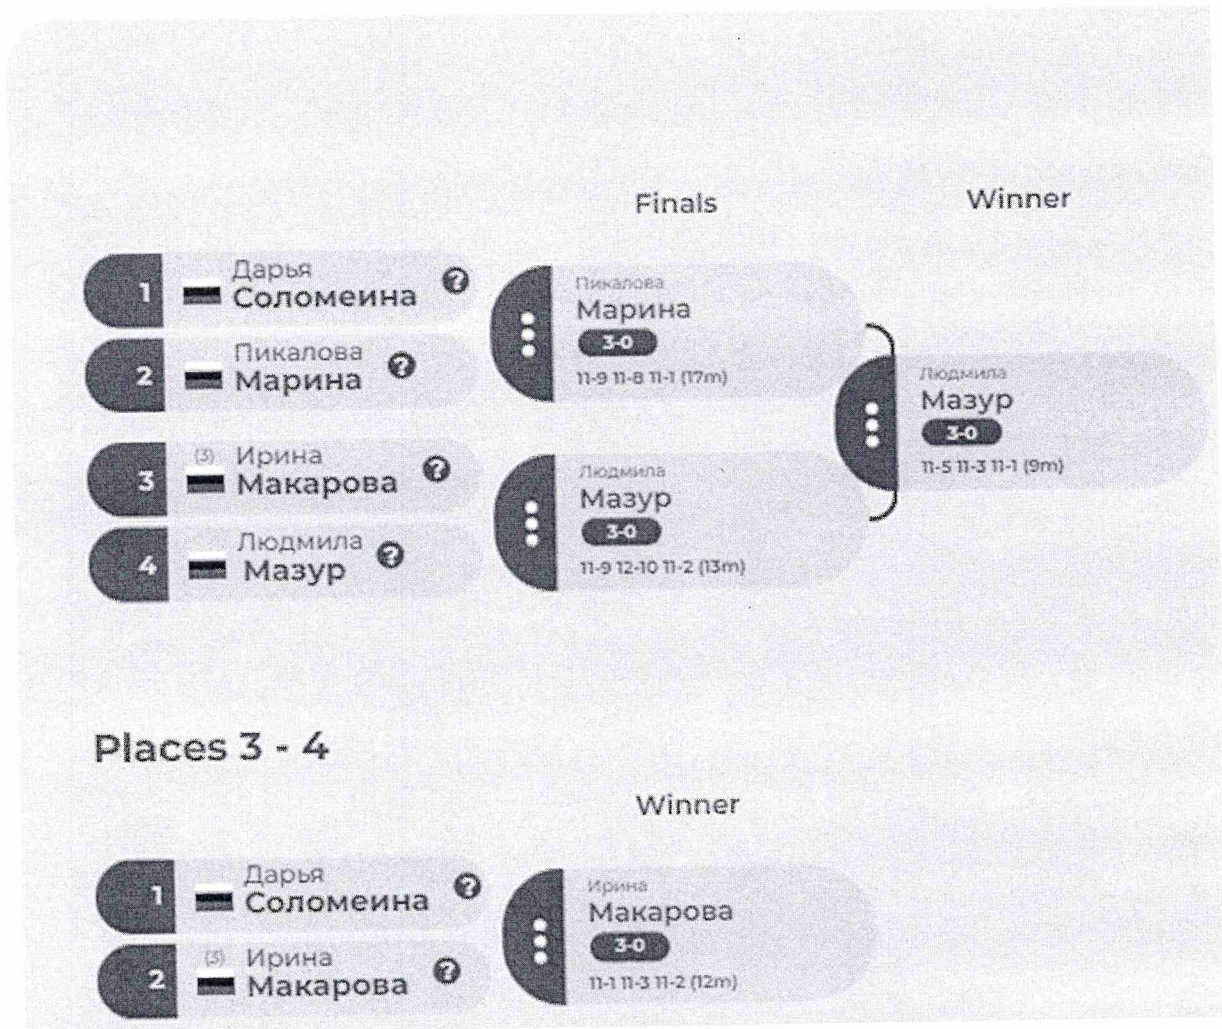 Finals
Winner
1
Дарья
Соломеина
?
2
Пикалова
Марина
?
3
(3) Ирина
Макарова
?
4
Людмила
Мазур
?
Пикалова
Марина
3-0
11-9 11-8 11-1 (17m)
Людмила
Мазур
3-0
11-9 12-10 11-2 (13m)
Людмила
Мазур
3-0
11-5 11-3 11-1 (9m)
Places 3 - 4
Winner
1
Дарья
Соломеина
?
2
(3) Ирина
Макарова
?
Ирина
Макарова
3-0
11-1 11-3 11-2 (12m)